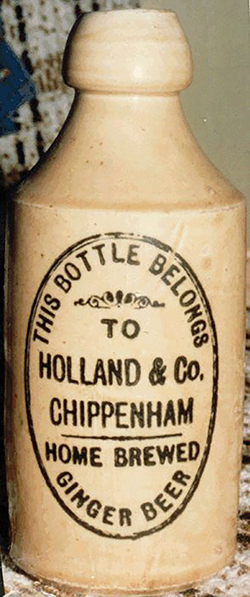 THIS BOTTLE BELONGS
TO
HOLLAND & Co.
CHIPPENHAM
HOME BREWED
GINGER BEER